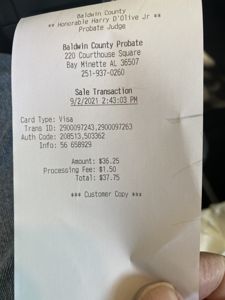 Baldwin County
** Honorable Harry D'Olive Jr **
Probate Judge
Baldwin County Probate
220 Courthouse Square
Bay Minette AL 36507
251-937-0260
Sale Transaction
9/2/2021 2:43:03 PM
Card Type: Visa
Trans ID: 2900097243,2900097263
Auth Code: 208513,503362
Info: 56 658929
Amount: $36.25
Processing Fee: $1.50
Total: $37.75
*** Customer Copy ***